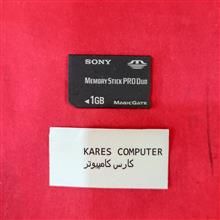 SONY
MEMORY STICK PRO DUO
◄1GB
MAGICGATE
KARES COMPUTER
کارس کامپیوتر